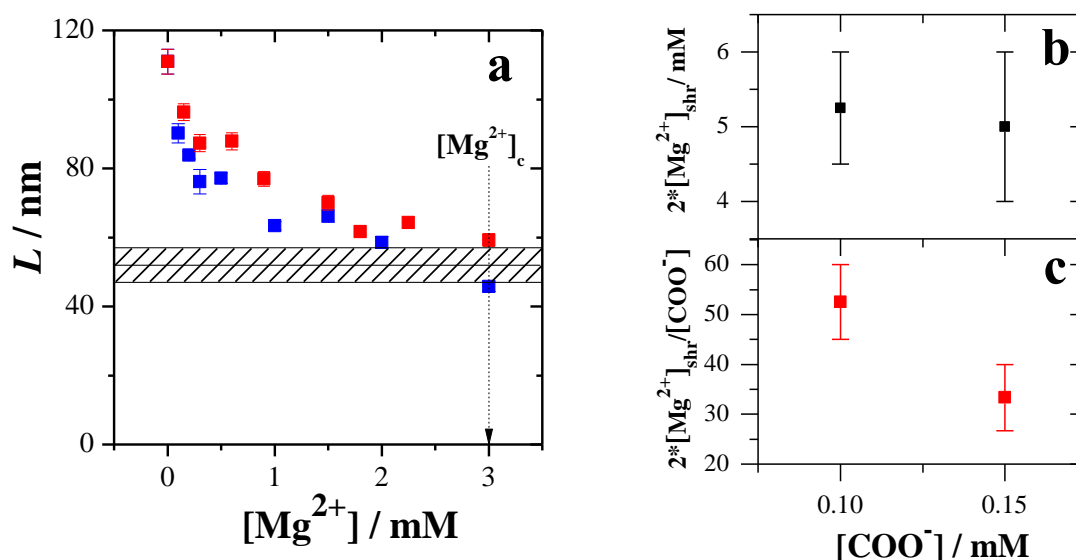 a
120
80
40
0
L / nm
[Mg²⁺]c
0 1 2 3
[Mg²⁺] / mM
b
6
5
4
2*[Mg²⁺]shr/ mM
c
60
50
40
30
20
2*[Mg²⁺]shr/[COO⁻]
0.10 0.15
[COO⁻] / mM